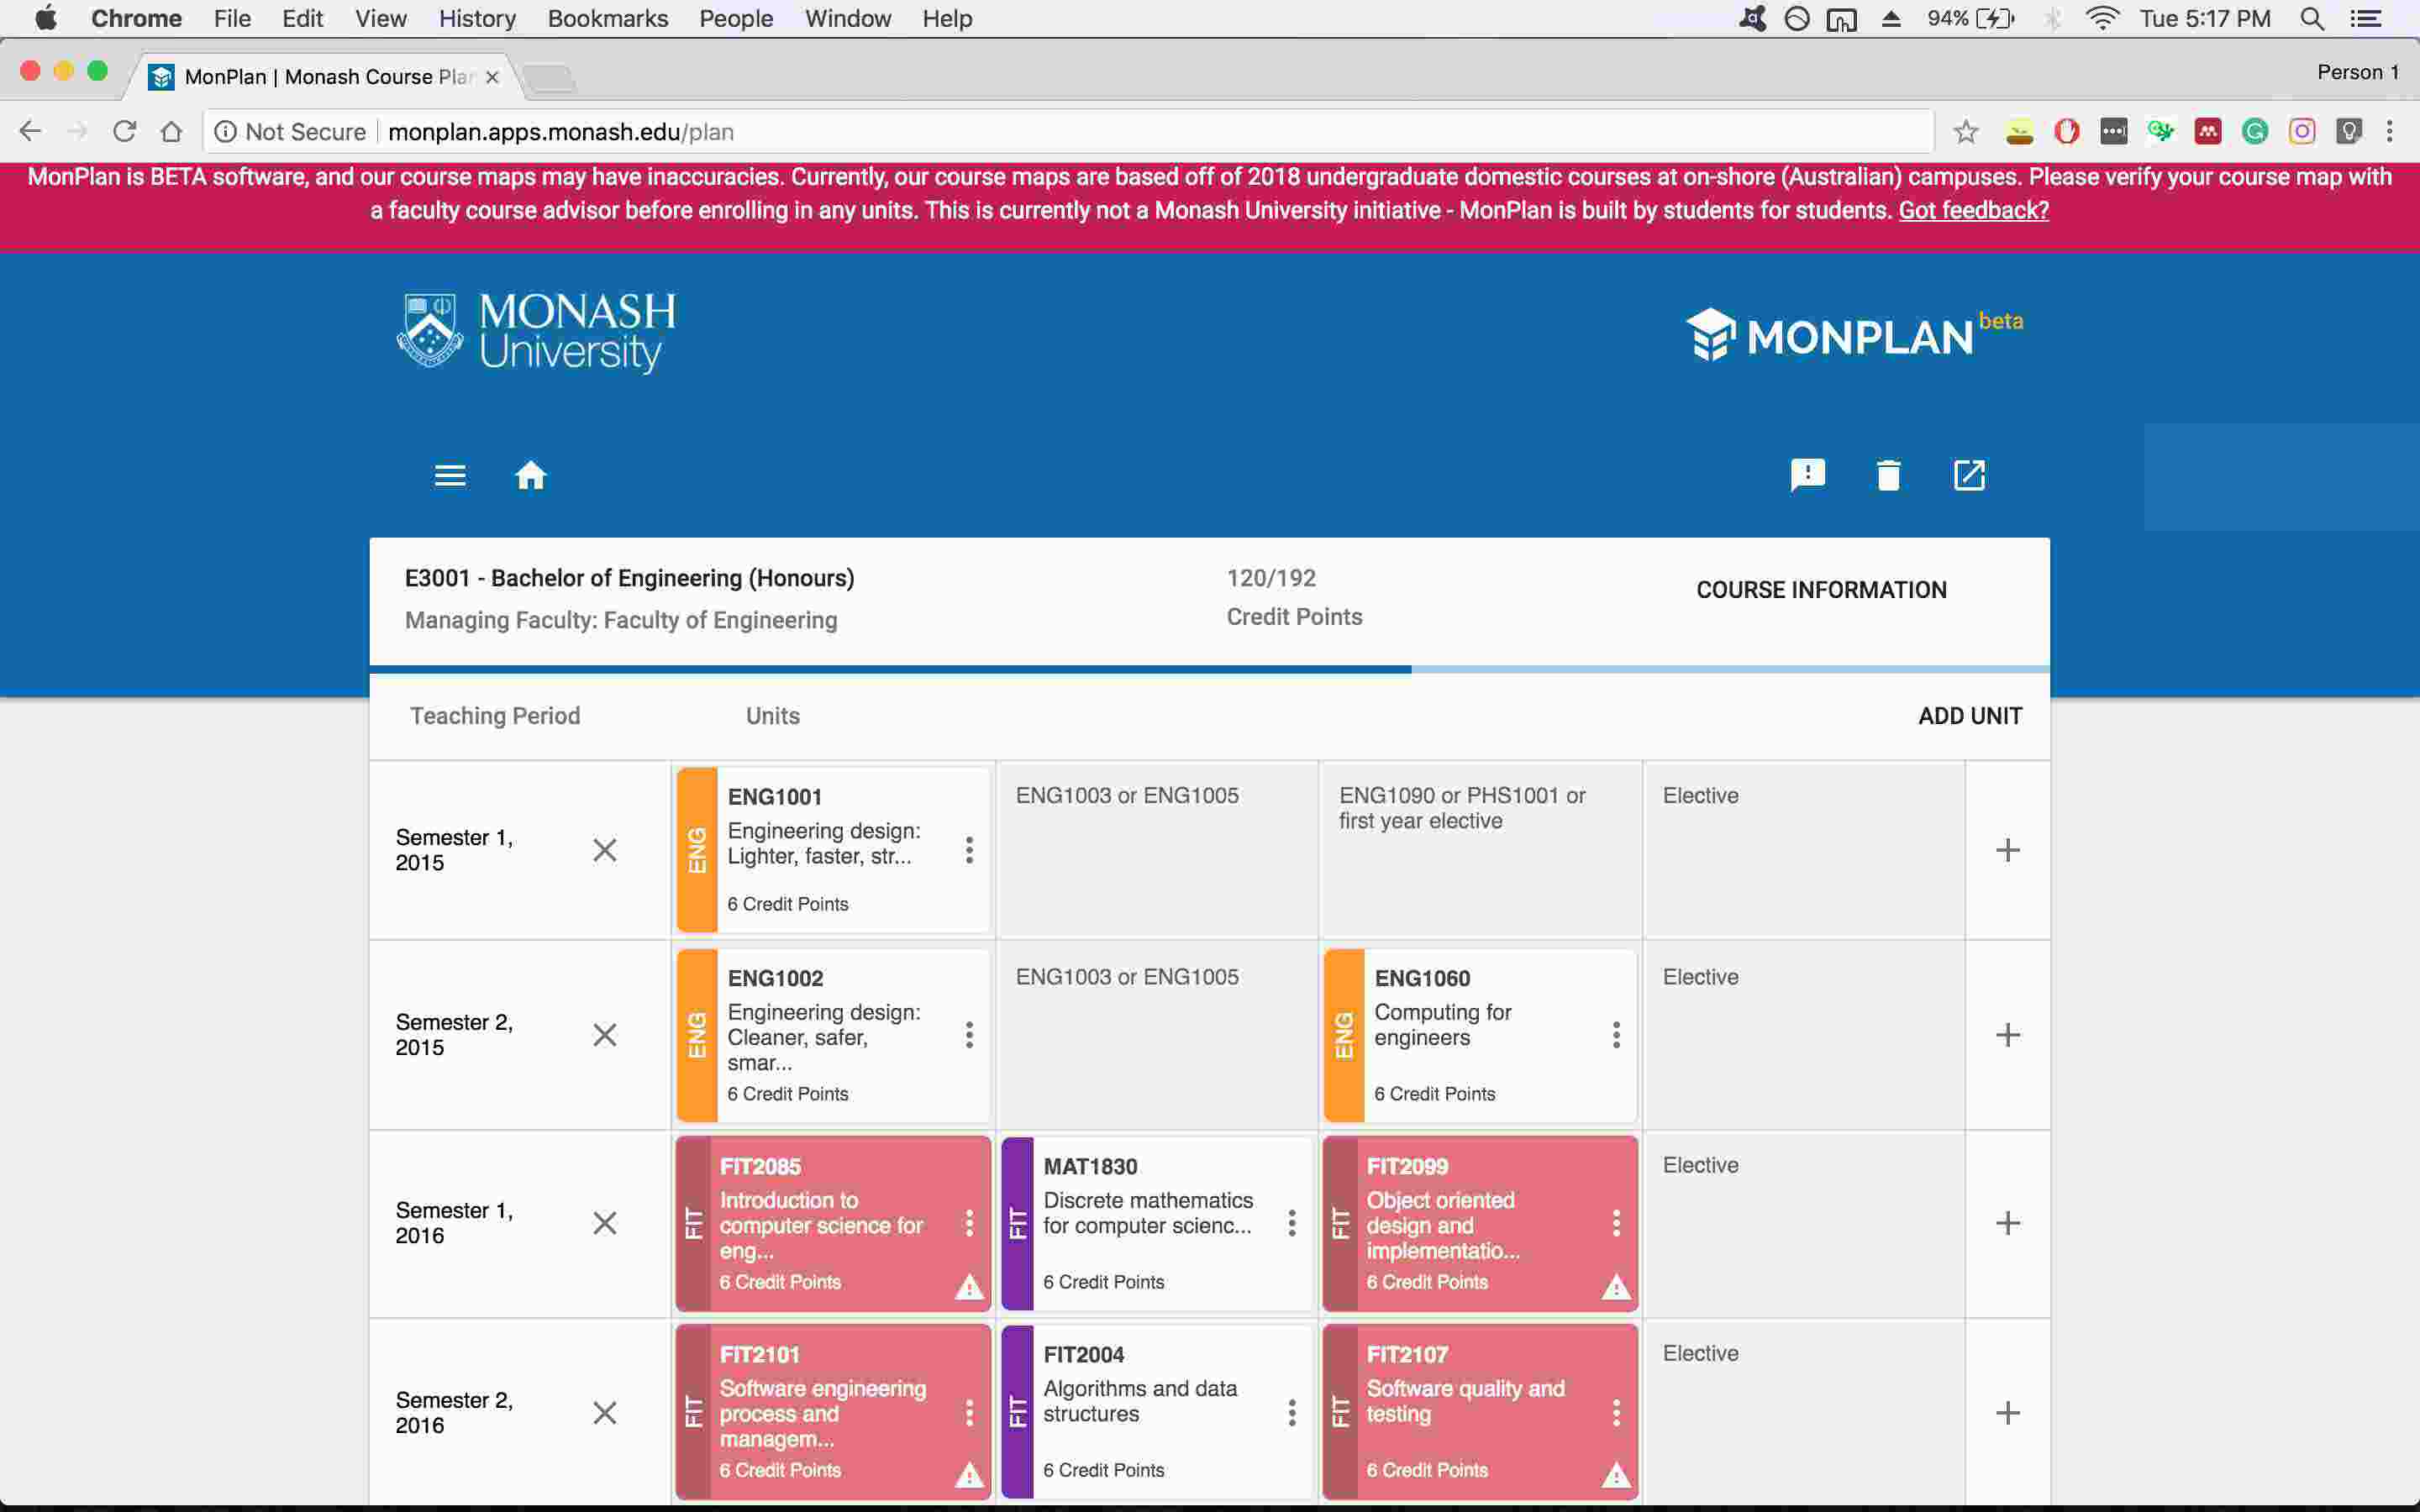 Chrome File Edit View History Bookmarks People Window Help 94% Tue 5:17 PM
MonPlan | Monash Course Plan Person 1
Not Secure monplan.apps.monash.edu/plan
MonPlan is BETA software, and our course maps may have inaccuracies. Currently, our course maps are based off of 2018 undergraduate domestic courses at on-shore (Australian) campuses. Please verify your course map with
a faculty course advisor before enrolling in any units. This is currently not a Monash University initiative - MonPlan is built by students for students. Got feedback?
MONASH
University
MONPLAN beta
E3001 - Bachelor of Engineering (Honours)
Managing Faculty: Faculty of Engineering
120/192
Credit Points
COURSE INFORMATION
Teaching Period Units ADD UNIT
Semester 1,
2015
ENG
ENG1001
Engineering design:
Lighter, faster, str...
6 Credit Points
ENG1003 or ENG1005
ENG1090 or PHS1001 or
first year elective
Elective
Semester 2,
2015
ENG
ENG1002
Engineering design:
Cleaner, safer,
smar...
6 Credit Points
ENG1003 or ENG1005
ENG
ENG1060
Computing for
engineers
6 Credit Points
Elective
Semester 1,
2016
FIT
FIT2085
Introduction to
computer science for
eng...
6 Credit Points
FIT
MAT1830
Discrete mathematics
for computer scienc...
6 Credit Points
FIT
FIT2099
Object oriented
design and
implementatio...
6 Credit Points
Elective
Semester 2,
2016
FIT
FIT2101
Software engineering
process and
managem...
6 Credit Points
FIT
FIT2004
Algorithms and data
structures
6 Credit Points
FIT
FIT2107
Software quality and
testing
6 Credit Points
Elective